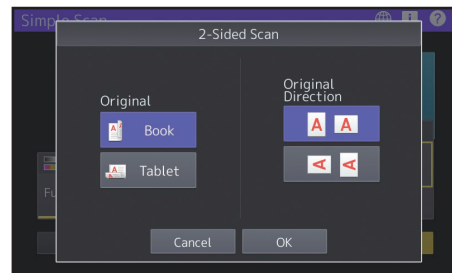 Simple Scan
2-Sided Scan
Original
Book
Tablet
Original
Direction
A A
A A
Cancel
OK